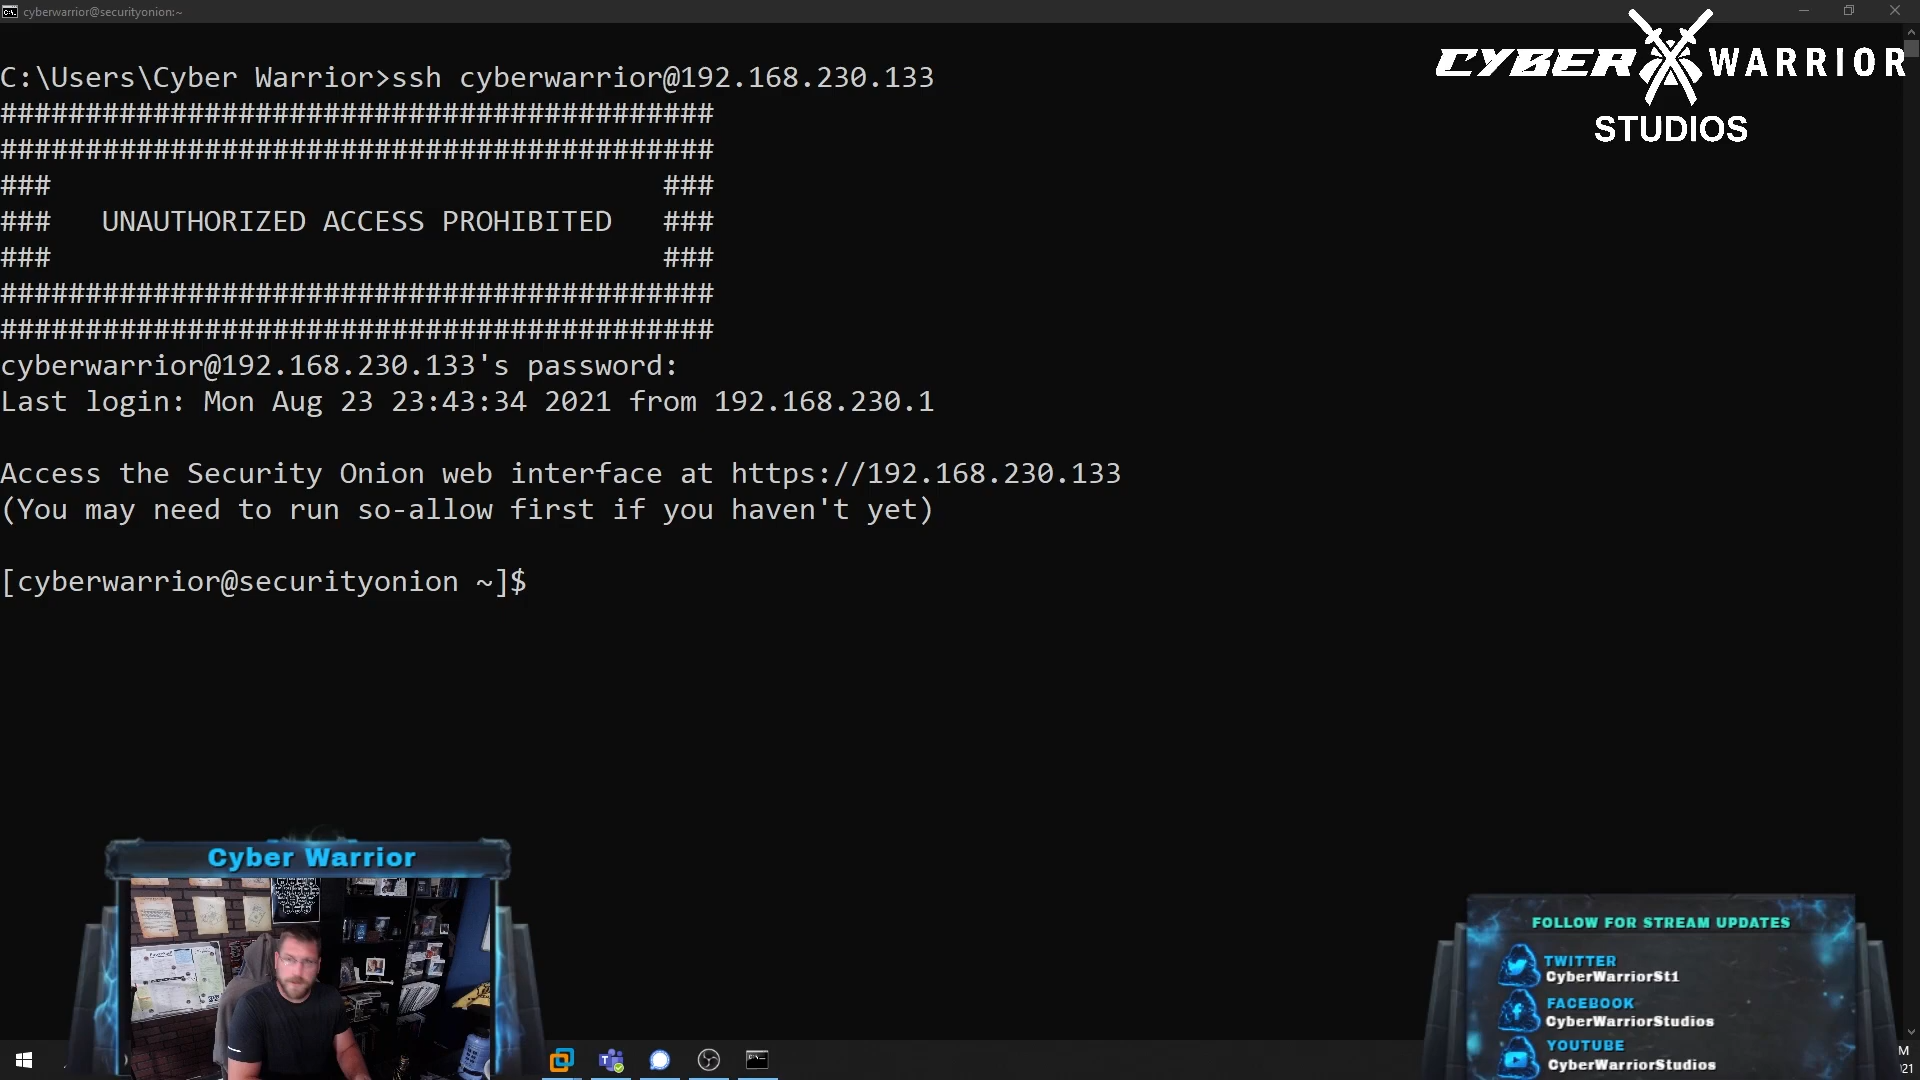 cyberwarrior@securityonion:~
C:\Users\Cyber Warrior>ssh cyberwarrior@192.168.230.133
##########################################
##########################################
###                                    ###
###   UNAUTHORIZED ACCESS PROHIBITED   ###
###                                    ###
##########################################
##########################################
cyberwarrior@192.168.230.133's password:
Last login: Mon Aug 23 23:43:34 2021 from 192.168.230.1
Access the Security Onion web interface at https://192.168.230.133
(You may need to run so-allow first if you haven't yet)
[cyberwarrior@securityonion ~]$
CYBER WARRIOR
STUDIOS
Cyber Warrior
FOLLOW FOR STREAM UPDATES
TWITTER
CyberWarriorSt1
FACEBOOK
CyberWarriorStudios
YOUTUBE
CyberWarriorStudios